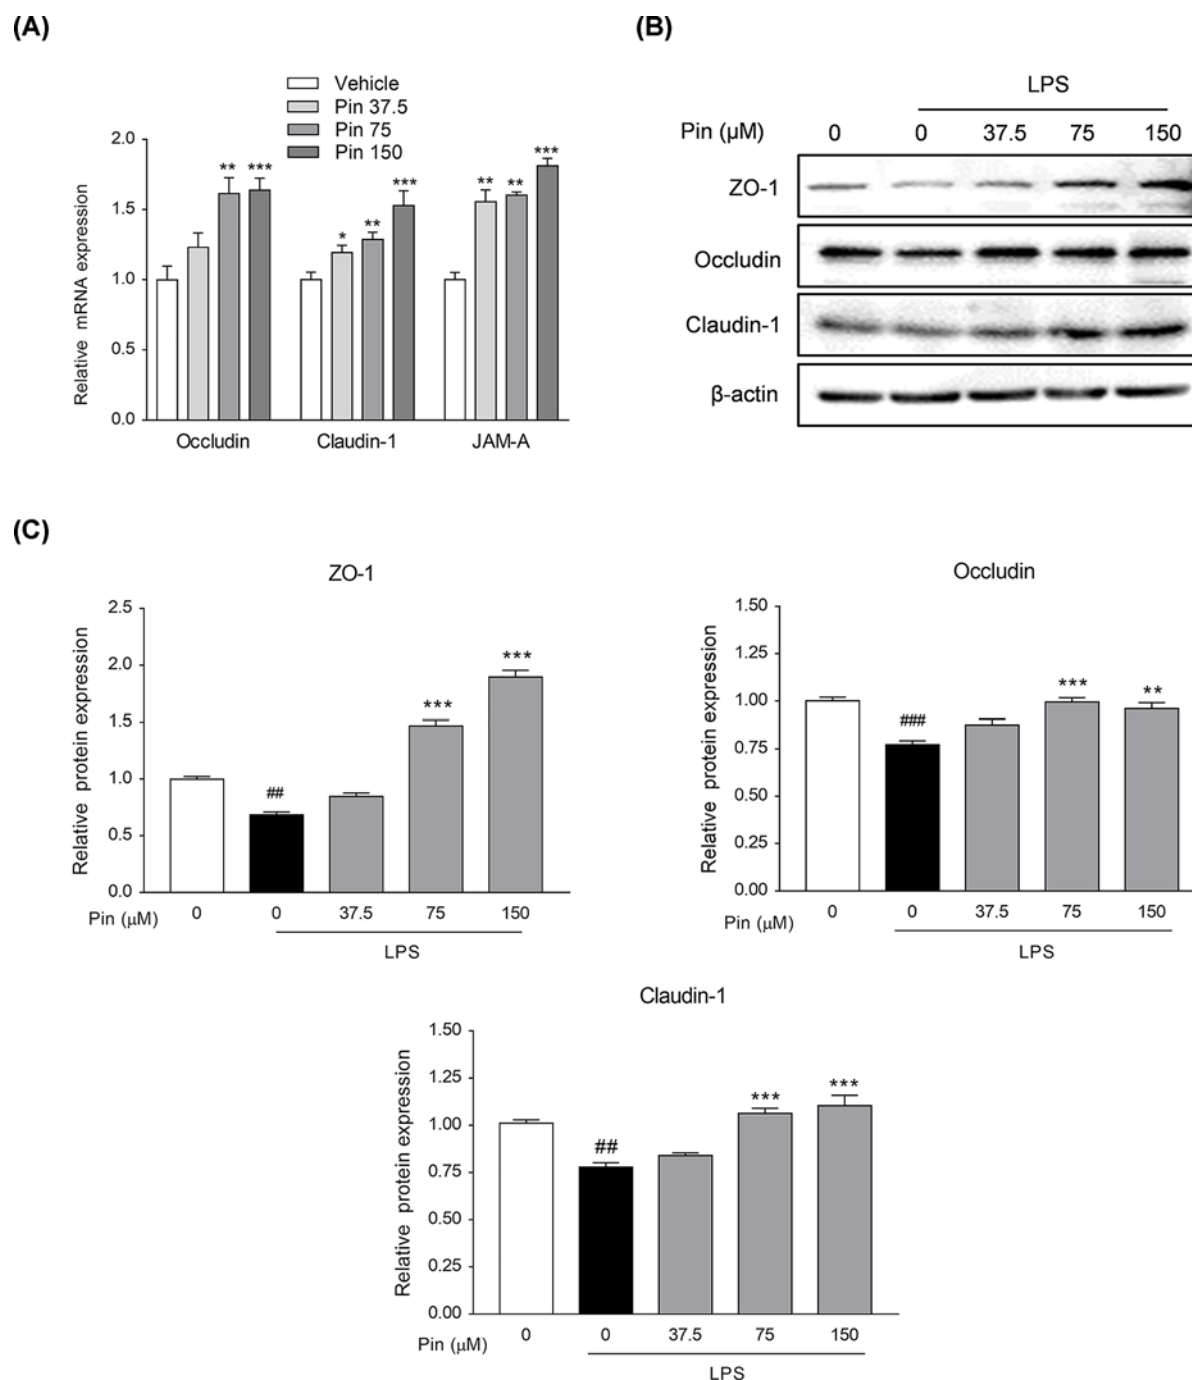 (A)
Vehicle
Pin 37.5
Pin 75
Pin 150
Relative mRNA expression
2.0
1.5
1.0
0.5
0.0
** ***
* ** ***
** ** ***
Occludin Claudin-1 JAM-A
(B)
LPS
Pin (μM) 0 0 37.5 75 150
ZO-1
Occludin
Claudin-1
β-actin
(C)
ZO-1
Relative protein expression
2.5
2.0
1.5
1.0
0.5
0.0
##
***
***
Pin (μM) 0 0 37.5 75 150
LPS
Occludin
Relative protein expression
1.50
1.25
1.00
0.75
0.50
0.25
0.00
###
***
**
Pin (μM) 0 0 37.5 75 150
LPS
Claudin-1
Relative protein expression
1.50
1.25
1.00
0.75
0.50
0.25
0.00
##
***
***
Pin (μM) 0 0 37.5 75 150
LPS